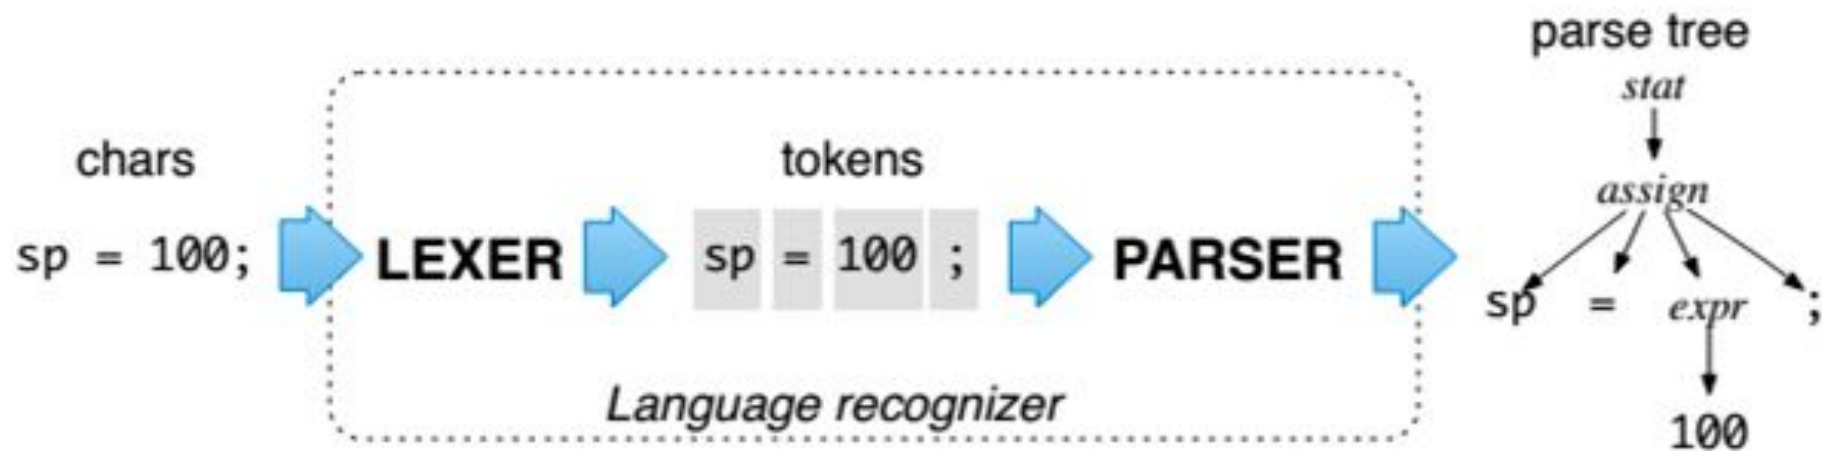 parse tree
stat
chars
tokens
assign
sp = 100;
LEXER
sp = 100 ;
PARSER
sp = expr ;
Language recognizer
100